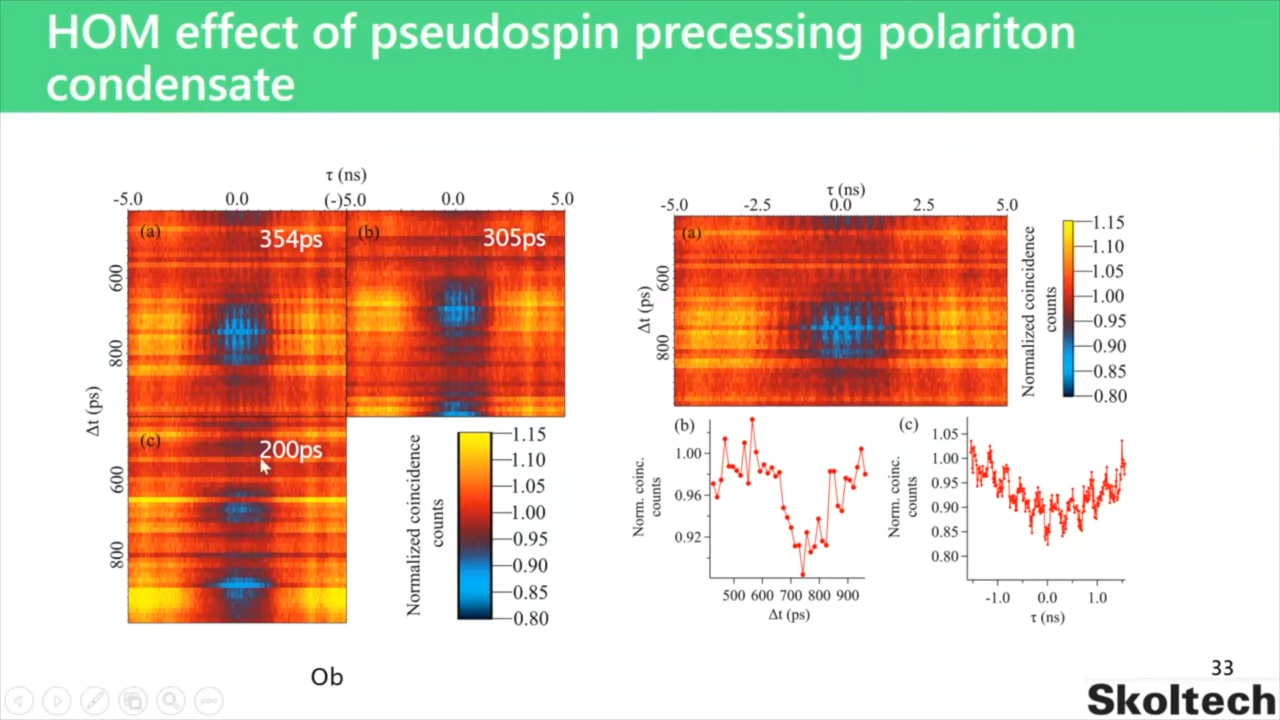 HOM effect of pseudospin precessing polariton
condensate
τ (ns)
-5.0 0.0 (-)5.0 0.0 5.0
(a) 354ps (b) 305ps
600
800
Δt (ps)
(c) 200ps
600
800
Normalized coincidence
counts
1.15
1.10
1.05
1.00
0.95
0.90
0.85
0.80
τ (ns)
-5.0 -2.5 0.0 2.5 5.0
(a)
600
800
Δt (ps)
Normalized coincidence
counts
1.15
1.10
1.05
1.00
0.95
0.90
0.85
0.80
(b)
Norm. coinc.
counts
1.00
0.96
0.92
500 600 700 800 900
Δt (ps)
(c)
Norm. coinc.
counts
1.05
1.00
0.95
0.90
0.85
0.80
-1.0 0.0 1.0
τ (ns)
Ob
33
Skoltech